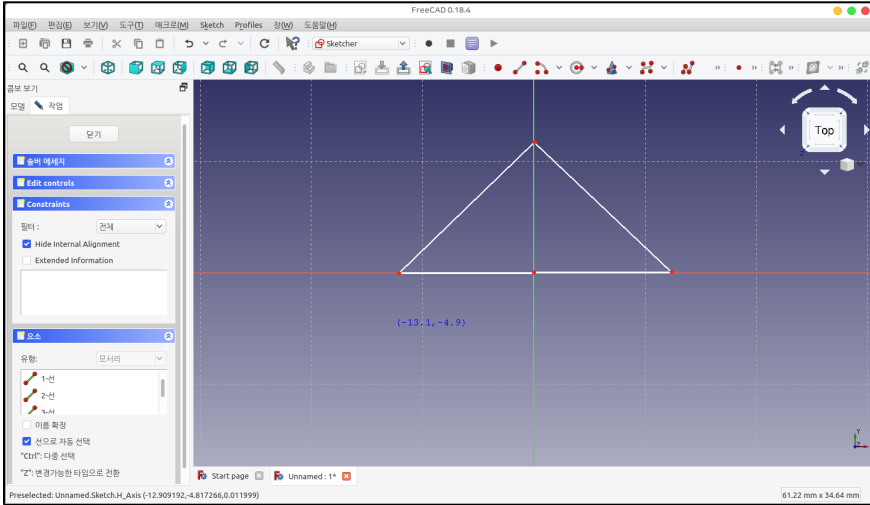 FreeCAD 0.18.4
파일(F) 편집(E) 보기(V) 도구(T) 매크로(M) Sketch Profiles 창(W) 도움말(H)
Sketcher
콤보 보기
모델 작업
닫기
솔버 메세지
Edit controls
Constraints
필터 : 전체
Hide Internal Alignment
Extended Information
요소
유형: 모서리
1-선
2-선
3-선
이름 확장
선으로 자동 선택
"Ctrl": 다중 선택
"Z": 변경가능한 타입으로 전환
Top
Z
(-13.1,-4.9)
Y
Z
Start page Unnamed : 1*
Preselected: Unnamed.Sketch.H_Axis (-12.909192,-4.817266,0.011999) 61.22 mm x 34.64 mm